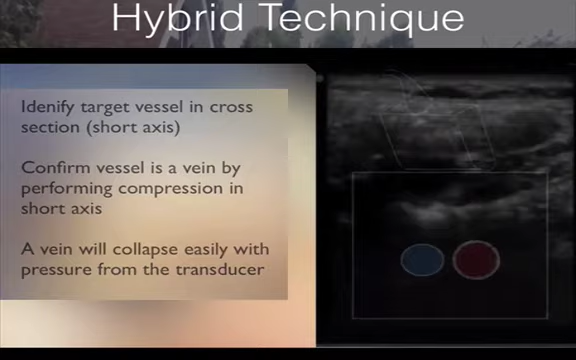 Hybrid Technique
Idenify target vessel in cross
section (short axis)
Confirm vessel is a vein by
performing compression in
short axis
A vein will collapse easily with
pressure from the transducer